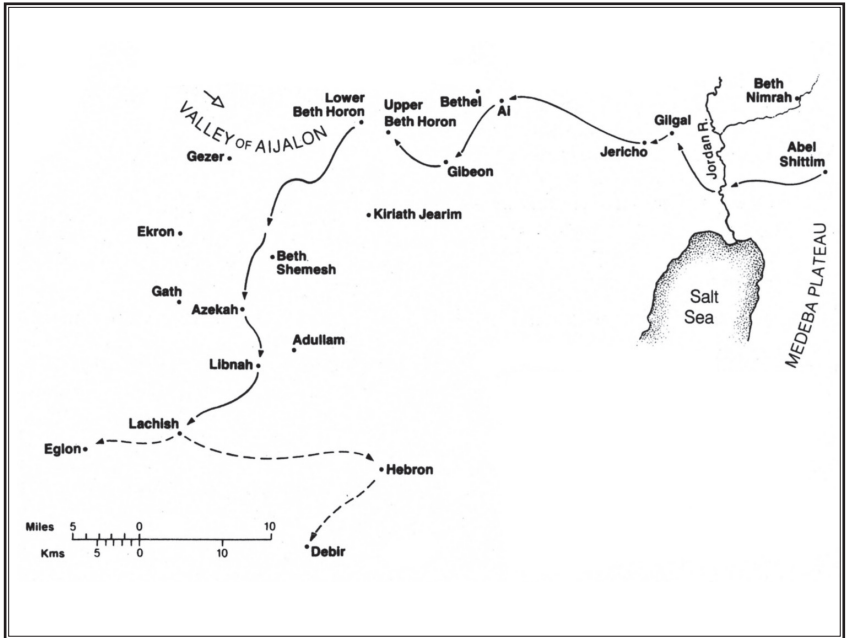 Beth
Nimrah
Lower
Beth Horon
Upper
Beth Horon
Bethel
Ai
VALLEY OF AIJALON
Gilgal
Jordan R.
Jericho
Abel
Shittim
Gezer
Gibeon
Kiriath Jearim
Ekron
Beth
Shemesh
MEDEBA PLATEAU
Gath
Azekah
Salt
Sea
Adullam
Libnah
Lachish
Eglon
Hebron
Miles 5 0 10
Kms 5 0 10
Debir